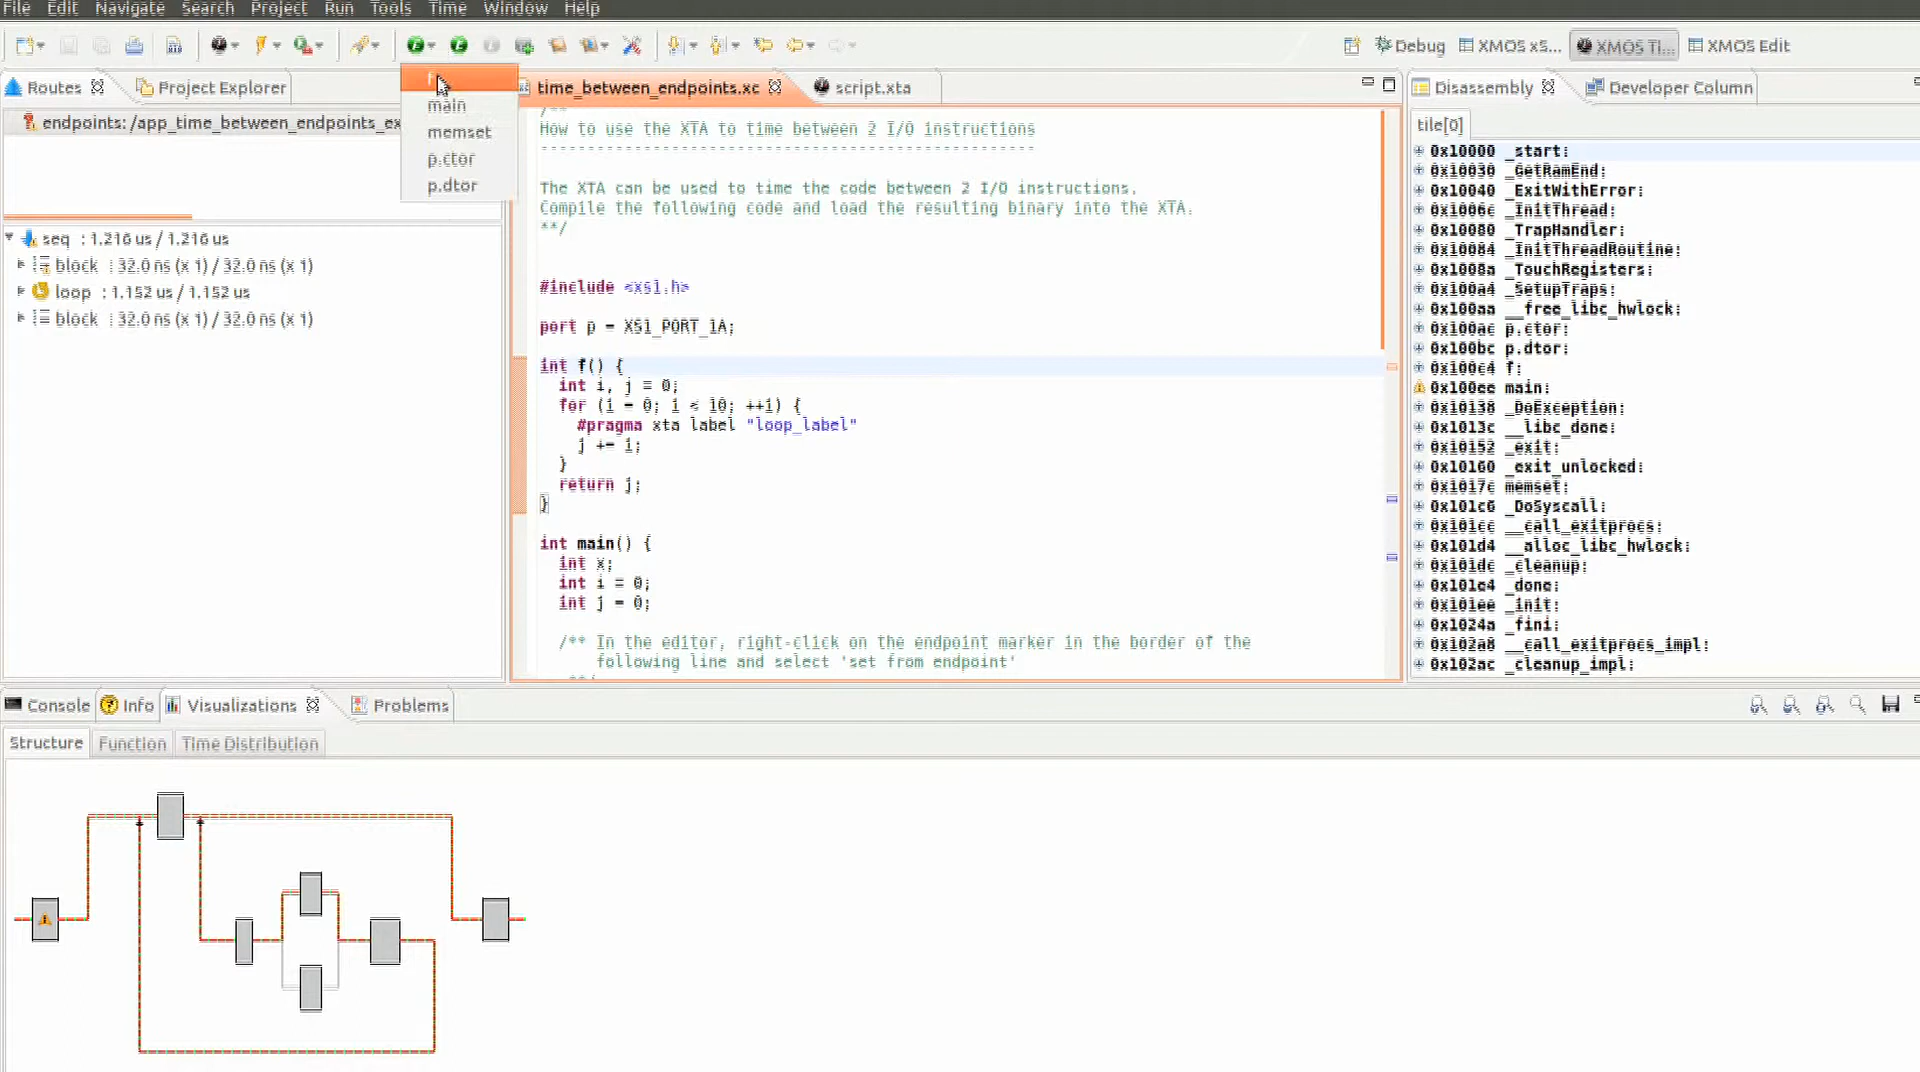 File Edit Navigate Search Project Run Tools Time Window Help
Debug XMOS xS... XMOS Ti... XMOS Edit
Routes Project Explorer
f
main
memset
p.ctor
p.dtor
time_between_endpoints.xc script.xta
Disassembly Developer Column
endpoints: /app_time_between_endpoints_ex
seq : 1.216 us / 1.216 us
block : 32.0 ns (x 1) / 32.0 ns (x 1)
loop : 1.152 us / 1.152 us
block : 32.0 ns (x 1) / 32.0 ns (x 1)
/**
How to use the XTA to time between 2 I/O instructions
-----------------------------------------------------
The XTA can be used to time the code between 2 I/O instructions.
Compile the following code and load the resulting binary into the XTA.
**/
#include <xs1.h>
port p = XS1_PORT_1A;
int f() {
int i, j = 0;
for (i = 0; i < 10; ++i) {
#pragma xta label "loop_label"
j += i;
}
return j;
}
int main() {
int x;
int i = 0;
int j = 0;
/** In the editor, right-click on the endpoint marker in the border of the
following line and select 'set from endpoint'
tile[0]
0x10000 _start:
0x10030 _GetRamEnd:
0x10040 _ExitWithError:
0x1006c _InitThread:
0x10080 _TrapHandler:
0x10084 _InitThreadRoutine:
0x1008a _TouchRegisters:
0x100a4 _SetupTraps:
0x100aa __free_libc_hwlock:
0x100ac p.ctor:
0x100bc p.dtor:
0x100c4 f:
0x100ee main:
0x10138 _DoException:
0x1013c __libc_done:
0x10152 _exit:
0x10160 _exit_unlocked:
0x1017c memset:
0x101c6 _DoSyscall:
0x101cc __call_exitprocs:
0x101d4 __alloc_libc_hwlock:
0x101dc _cleanup:
0x101e4 _done:
0x101ee _init:
0x1024a _fini:
0x102a8 __call_exitprocs_impl:
0x102ac _cleanup_impl:
Console Info Visualizations Problems
Structure Function Time Distribution